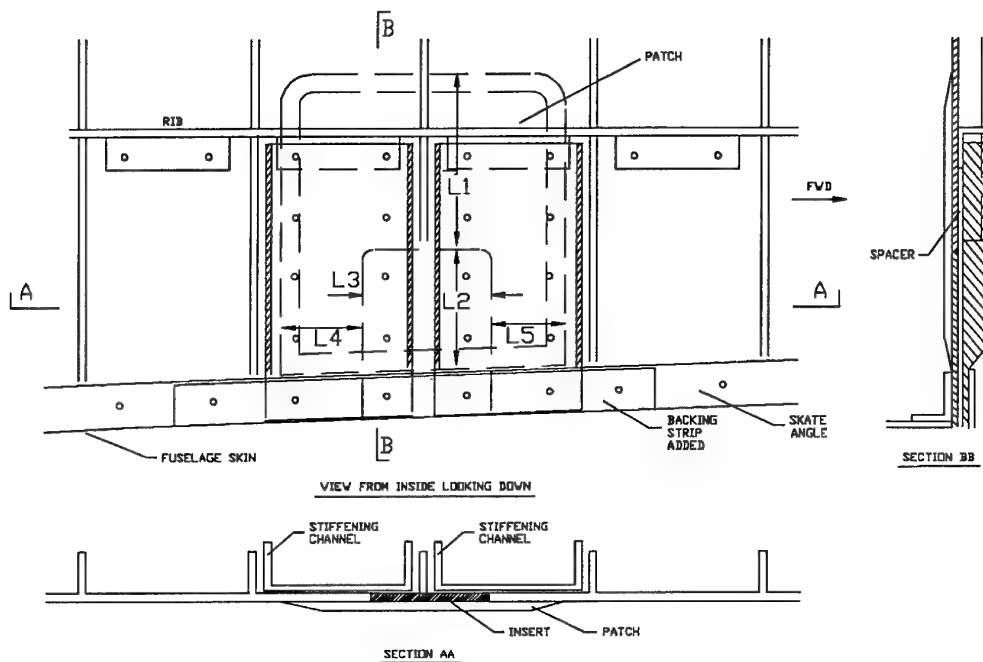 B
PATCH
RIB
FWD
L1
SPACER
L3
L2
A
A
L4
L5
B
BACKING
STRIP
ADDED
SKATE
ANGLE
FUSELAGE SKIN
SECTION BB
VIEW FROM INSIDE LOOKING DOWN
STIFFENING
CHANNEL
STIFFENING
CHANNEL
INSERT
PATCH
SECTION AA